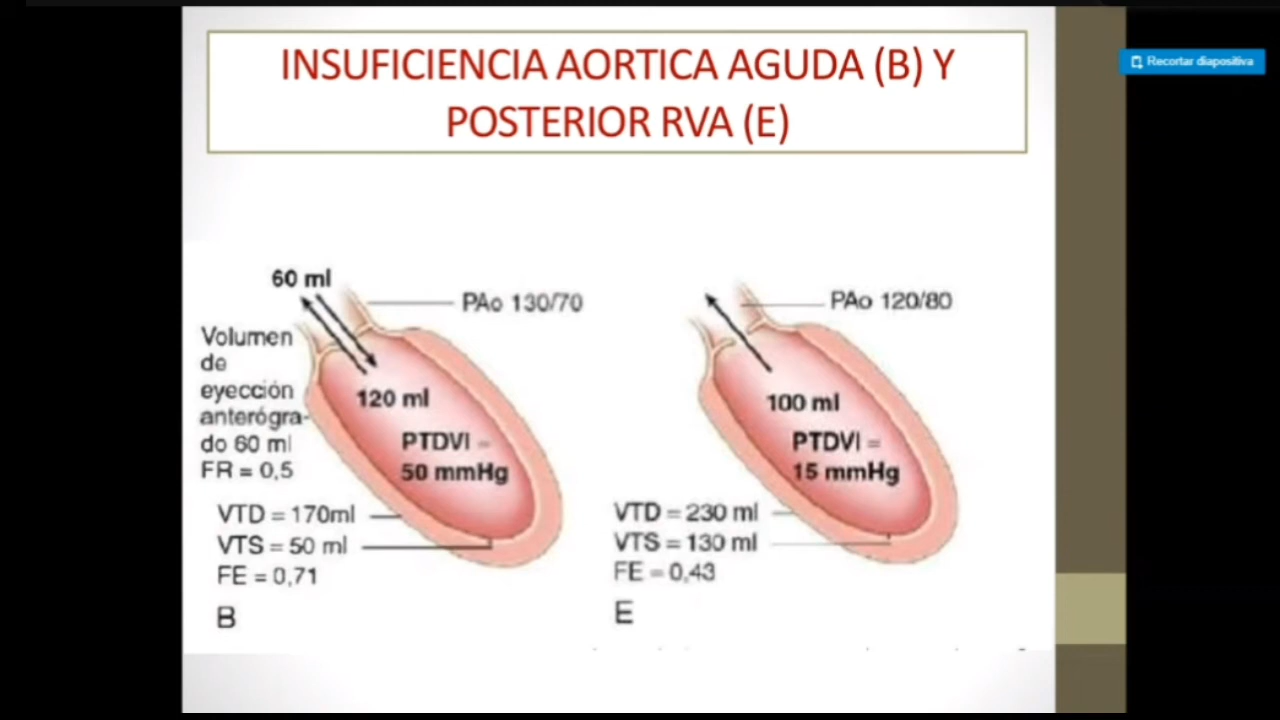 INSUFICIENCIA AORTICA AGUDA (B) Y
POSTERIOR RVA (E)
Recortar diapositiva
60 ml
PAo 130/70
Volumen
de
eyección
anterógra-
do 60 ml
FR = 0,5
120 ml
PTDVI =
50 mmHg
VTD = 170ml
VTS = 50 ml
FE = 0,71
B
PAo 120/80
100 ml
PTDVI =
15 mmHg
VTD = 230 ml
VTS = 130 ml
FE = 0,43
E